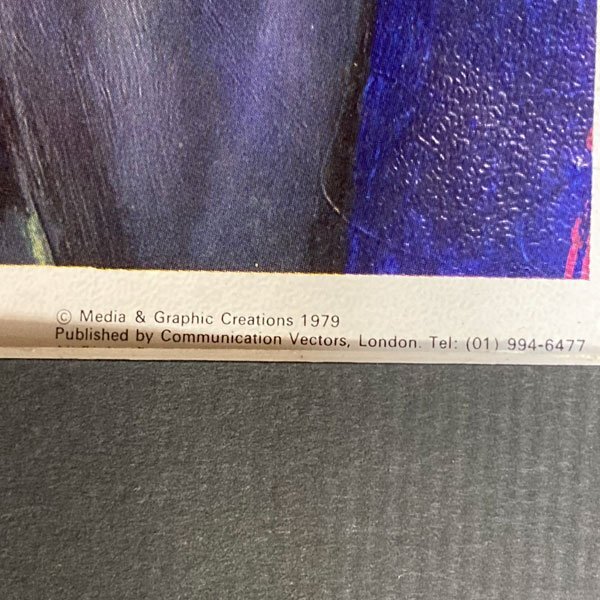 © Media & Graphic Creations 1979
Published by Communication Vectors, London. Tel: (01) 994-6477